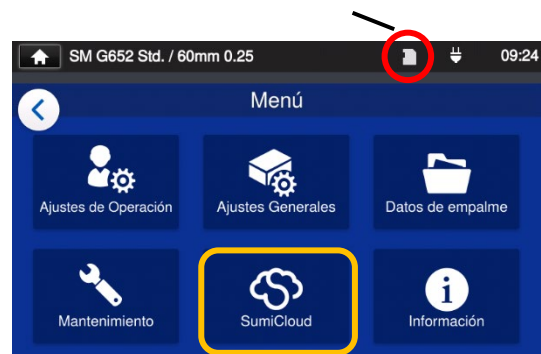 SM G652 Std. / 60mm 0.25 09:24
Menú
Ajustes de Operación Ajustes Generales Datos de empalme
Mantenimiento SumiCloud Información